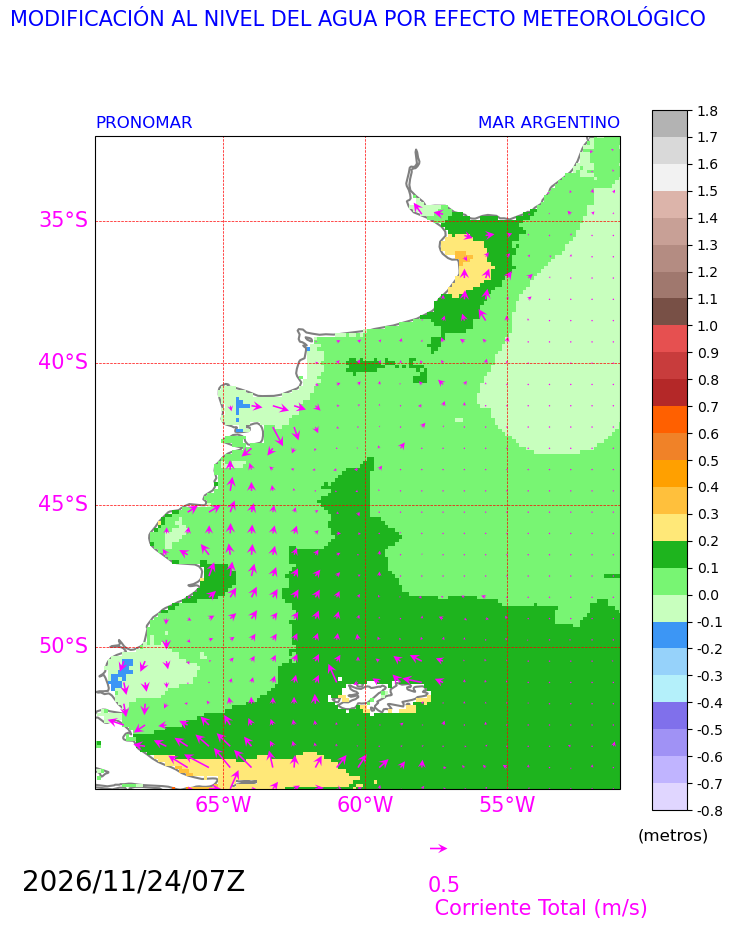 MODIFICACIÓN AL NIVEL DEL AGUA POR EFECTO METEOROLÓGICO
PRONOMAR MAR ARGENTINO
35°S
40°S
45°S
50°S
65°W 60°W 55°W
1.8
1.7
1.6
1.5
1.4
1.3
1.2
1.1
1.0
0.9
0.8
0.7
0.6
0.5
0.4
0.3
0.2
0.1
0.0
-0.1
-0.2
-0.3
-0.4
-0.5
-0.6
-0.7
-0.8
(metros)
2026/11/24/07Z
0.5
Corriente Total (m/s)